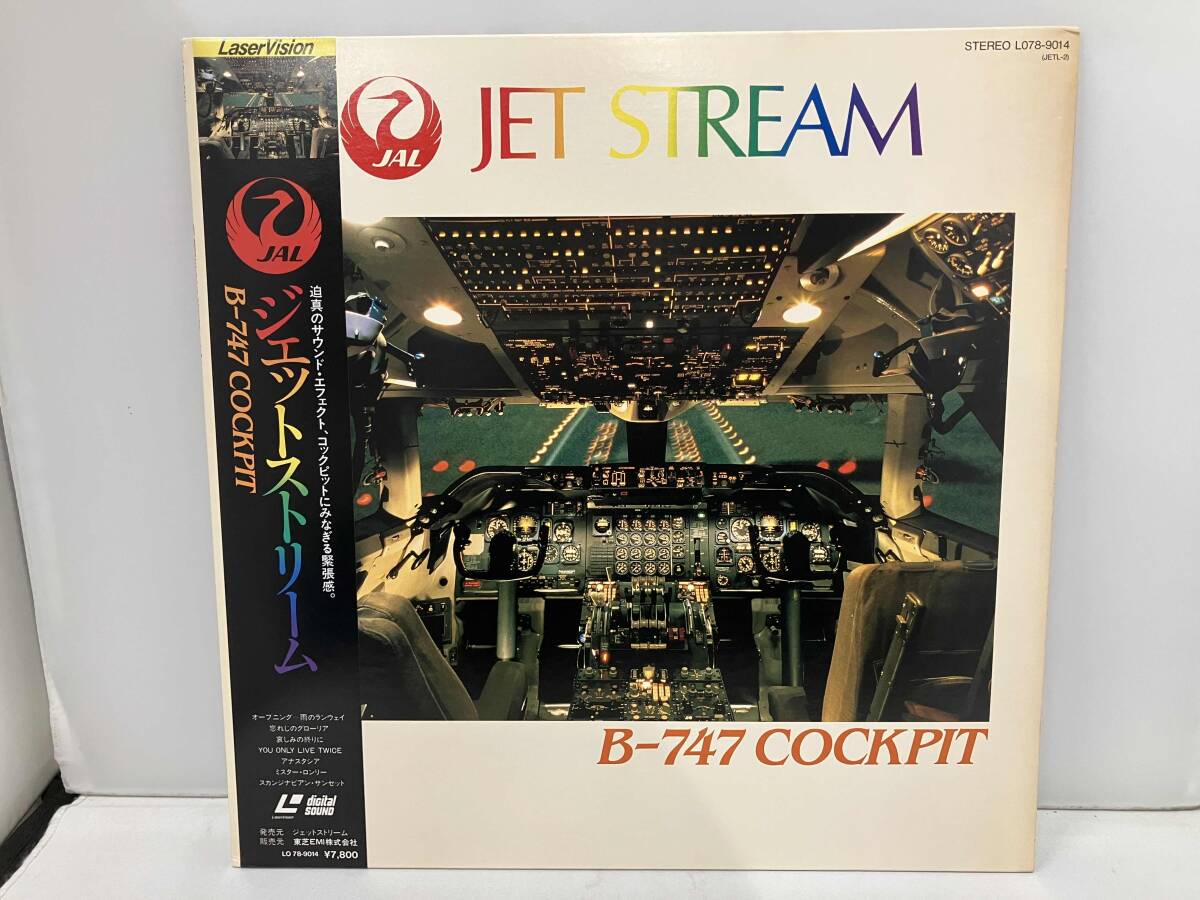 LaserVision
JAL
ジェットストリーム
B-747 COCKPIT
迫真のサウンド・エフェクト、コックピットにみなぎる緊張感。
オープニング―雨のランウェイ
忘れじのグローリア
哀しみの終りに
YOU ONLY LIVE TWICE
アナスタシア
ミスター・ロンリー
スカンジナビアン・サンセット
LaserVision
digital SOUND
発売元 ジェットストリーム
販売元 東芝EMI株式会社
LO 78-9014 ¥7,800
STEREO L078-9014
(JETL-2)
JAL
JET STREAM
B-747 COCKPIT